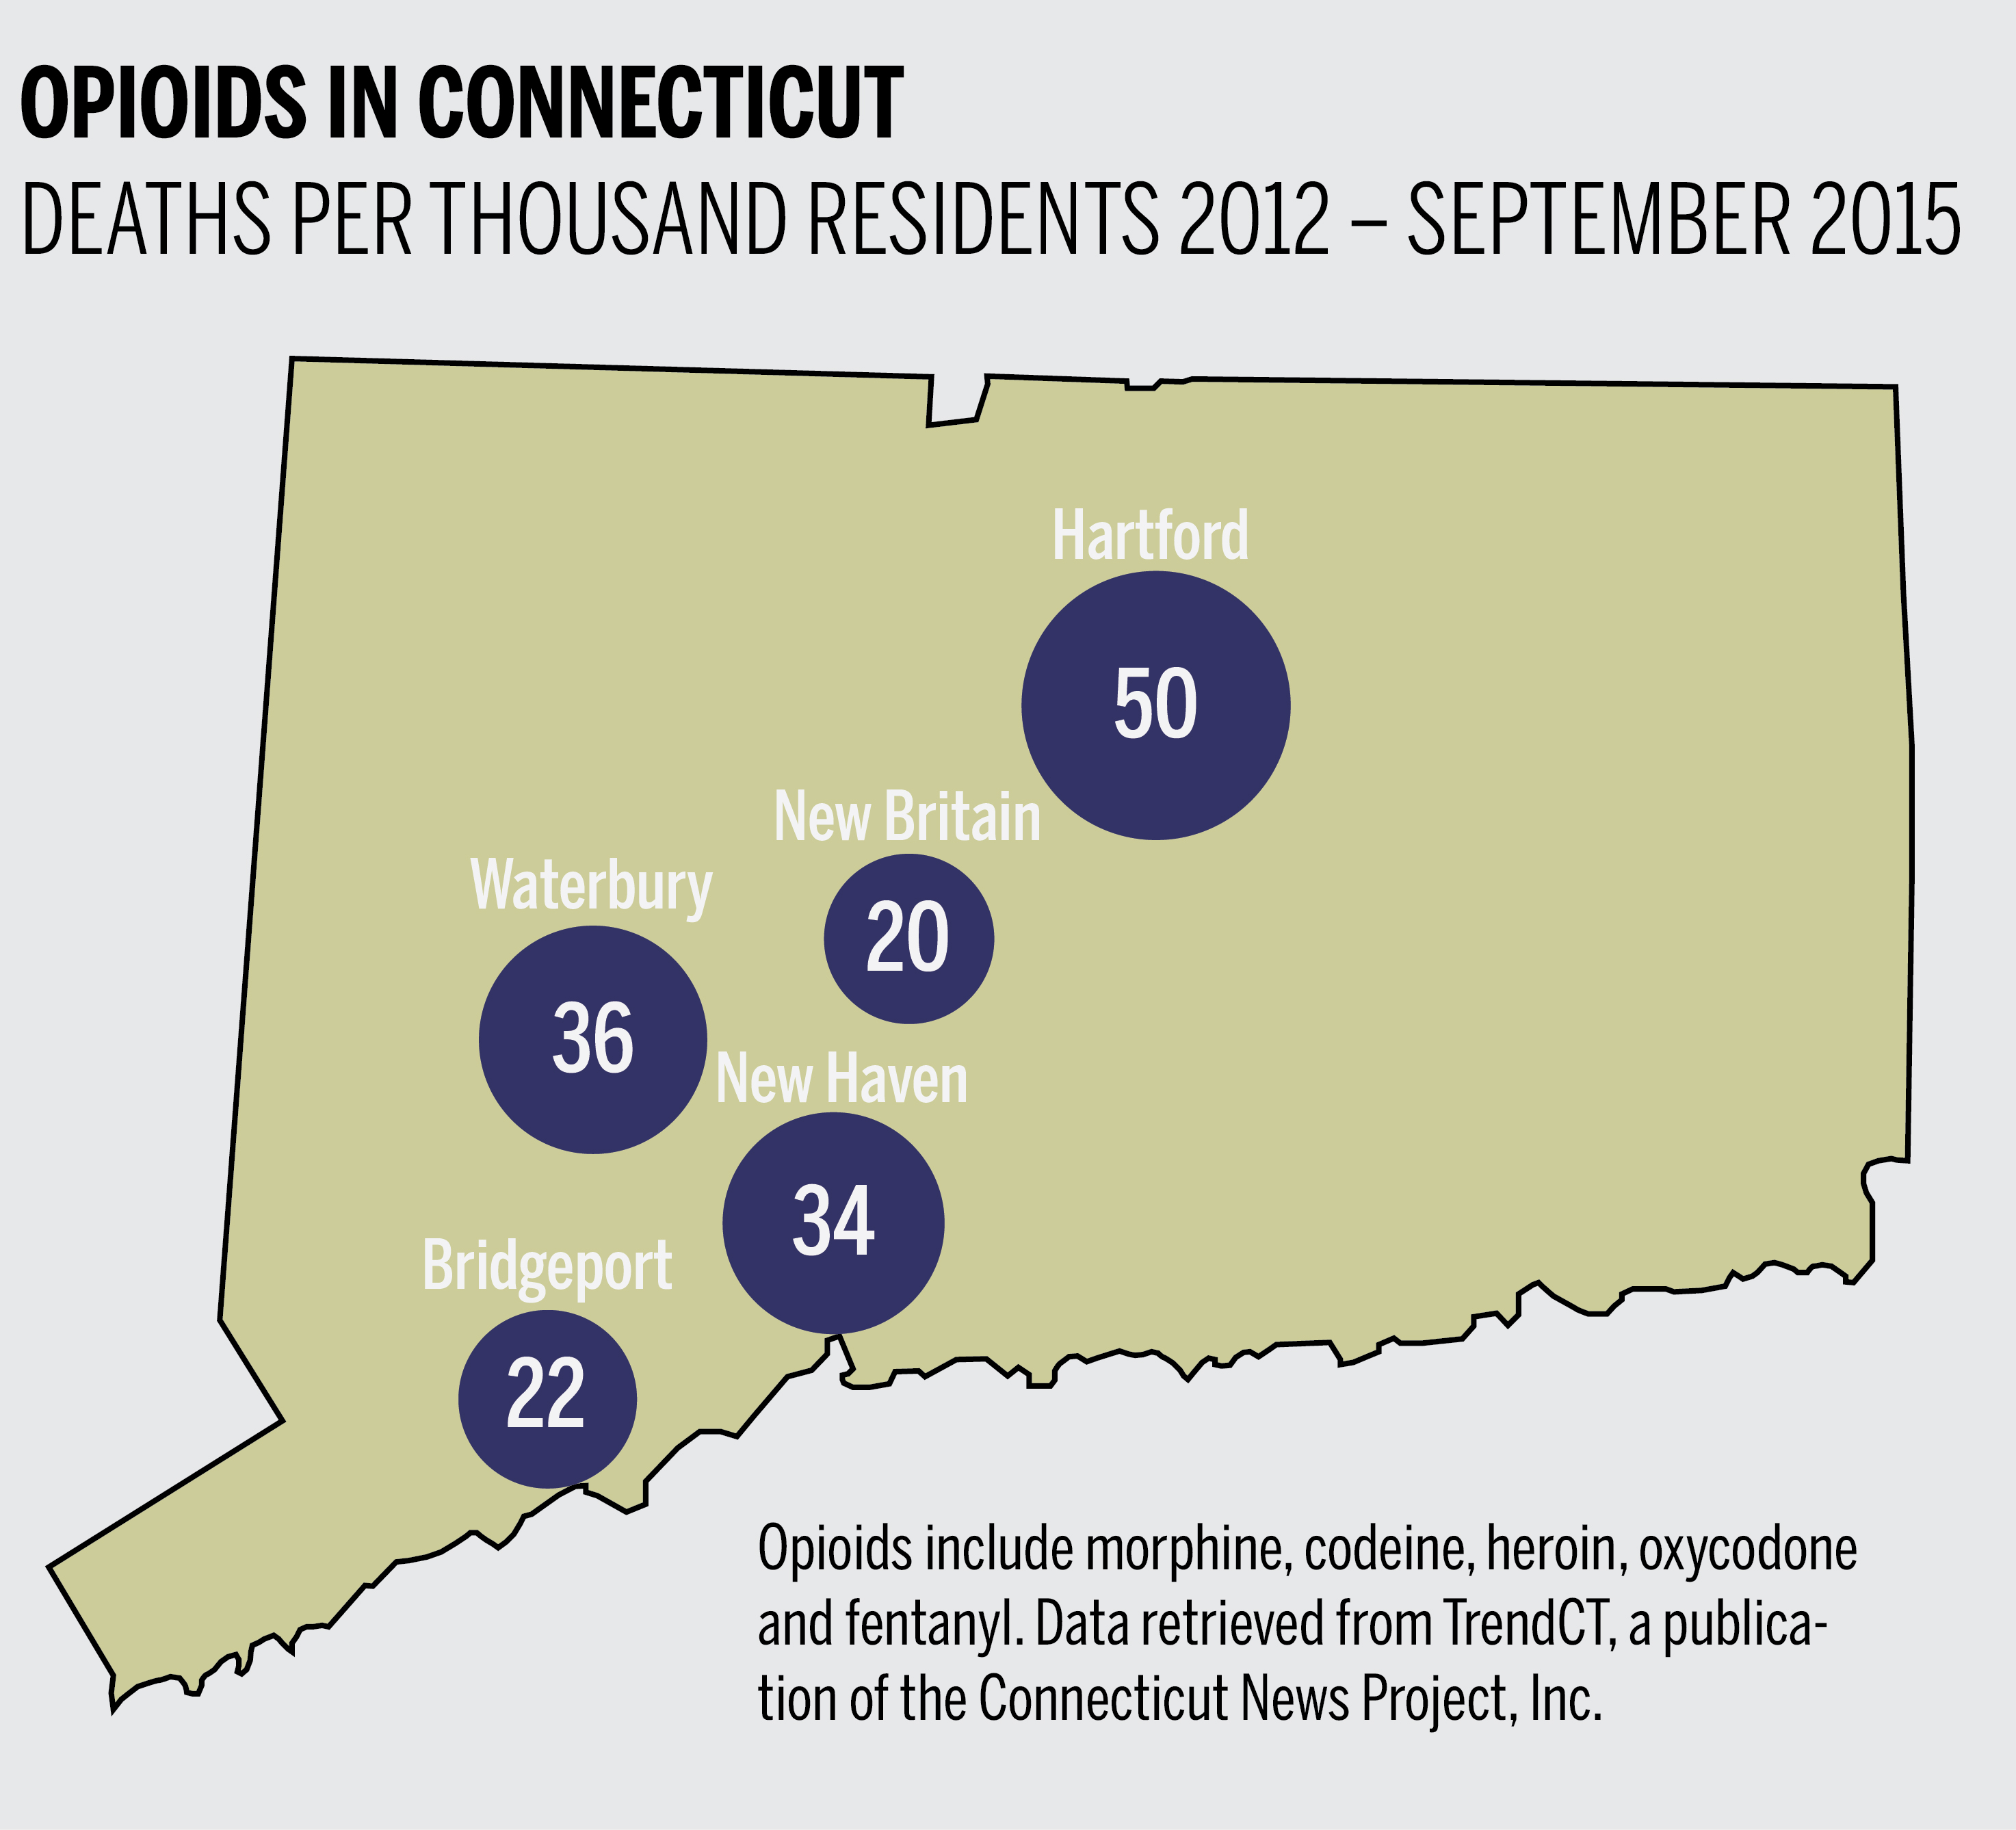 OPIOIDS IN CONNECTICUT
DEATHS PER THOUSAND RESIDENTS 2012 – SEPTEMBER 2015
Hartford
50
New Britain
20
Waterbury
36
New Haven
34
Bridgeport
22
Opioids include morphine, codeine, heroin, oxycodone
and fentanyl. Data retrieved from TrendCT, a publica-
tion of the Connecticut News Project, Inc.